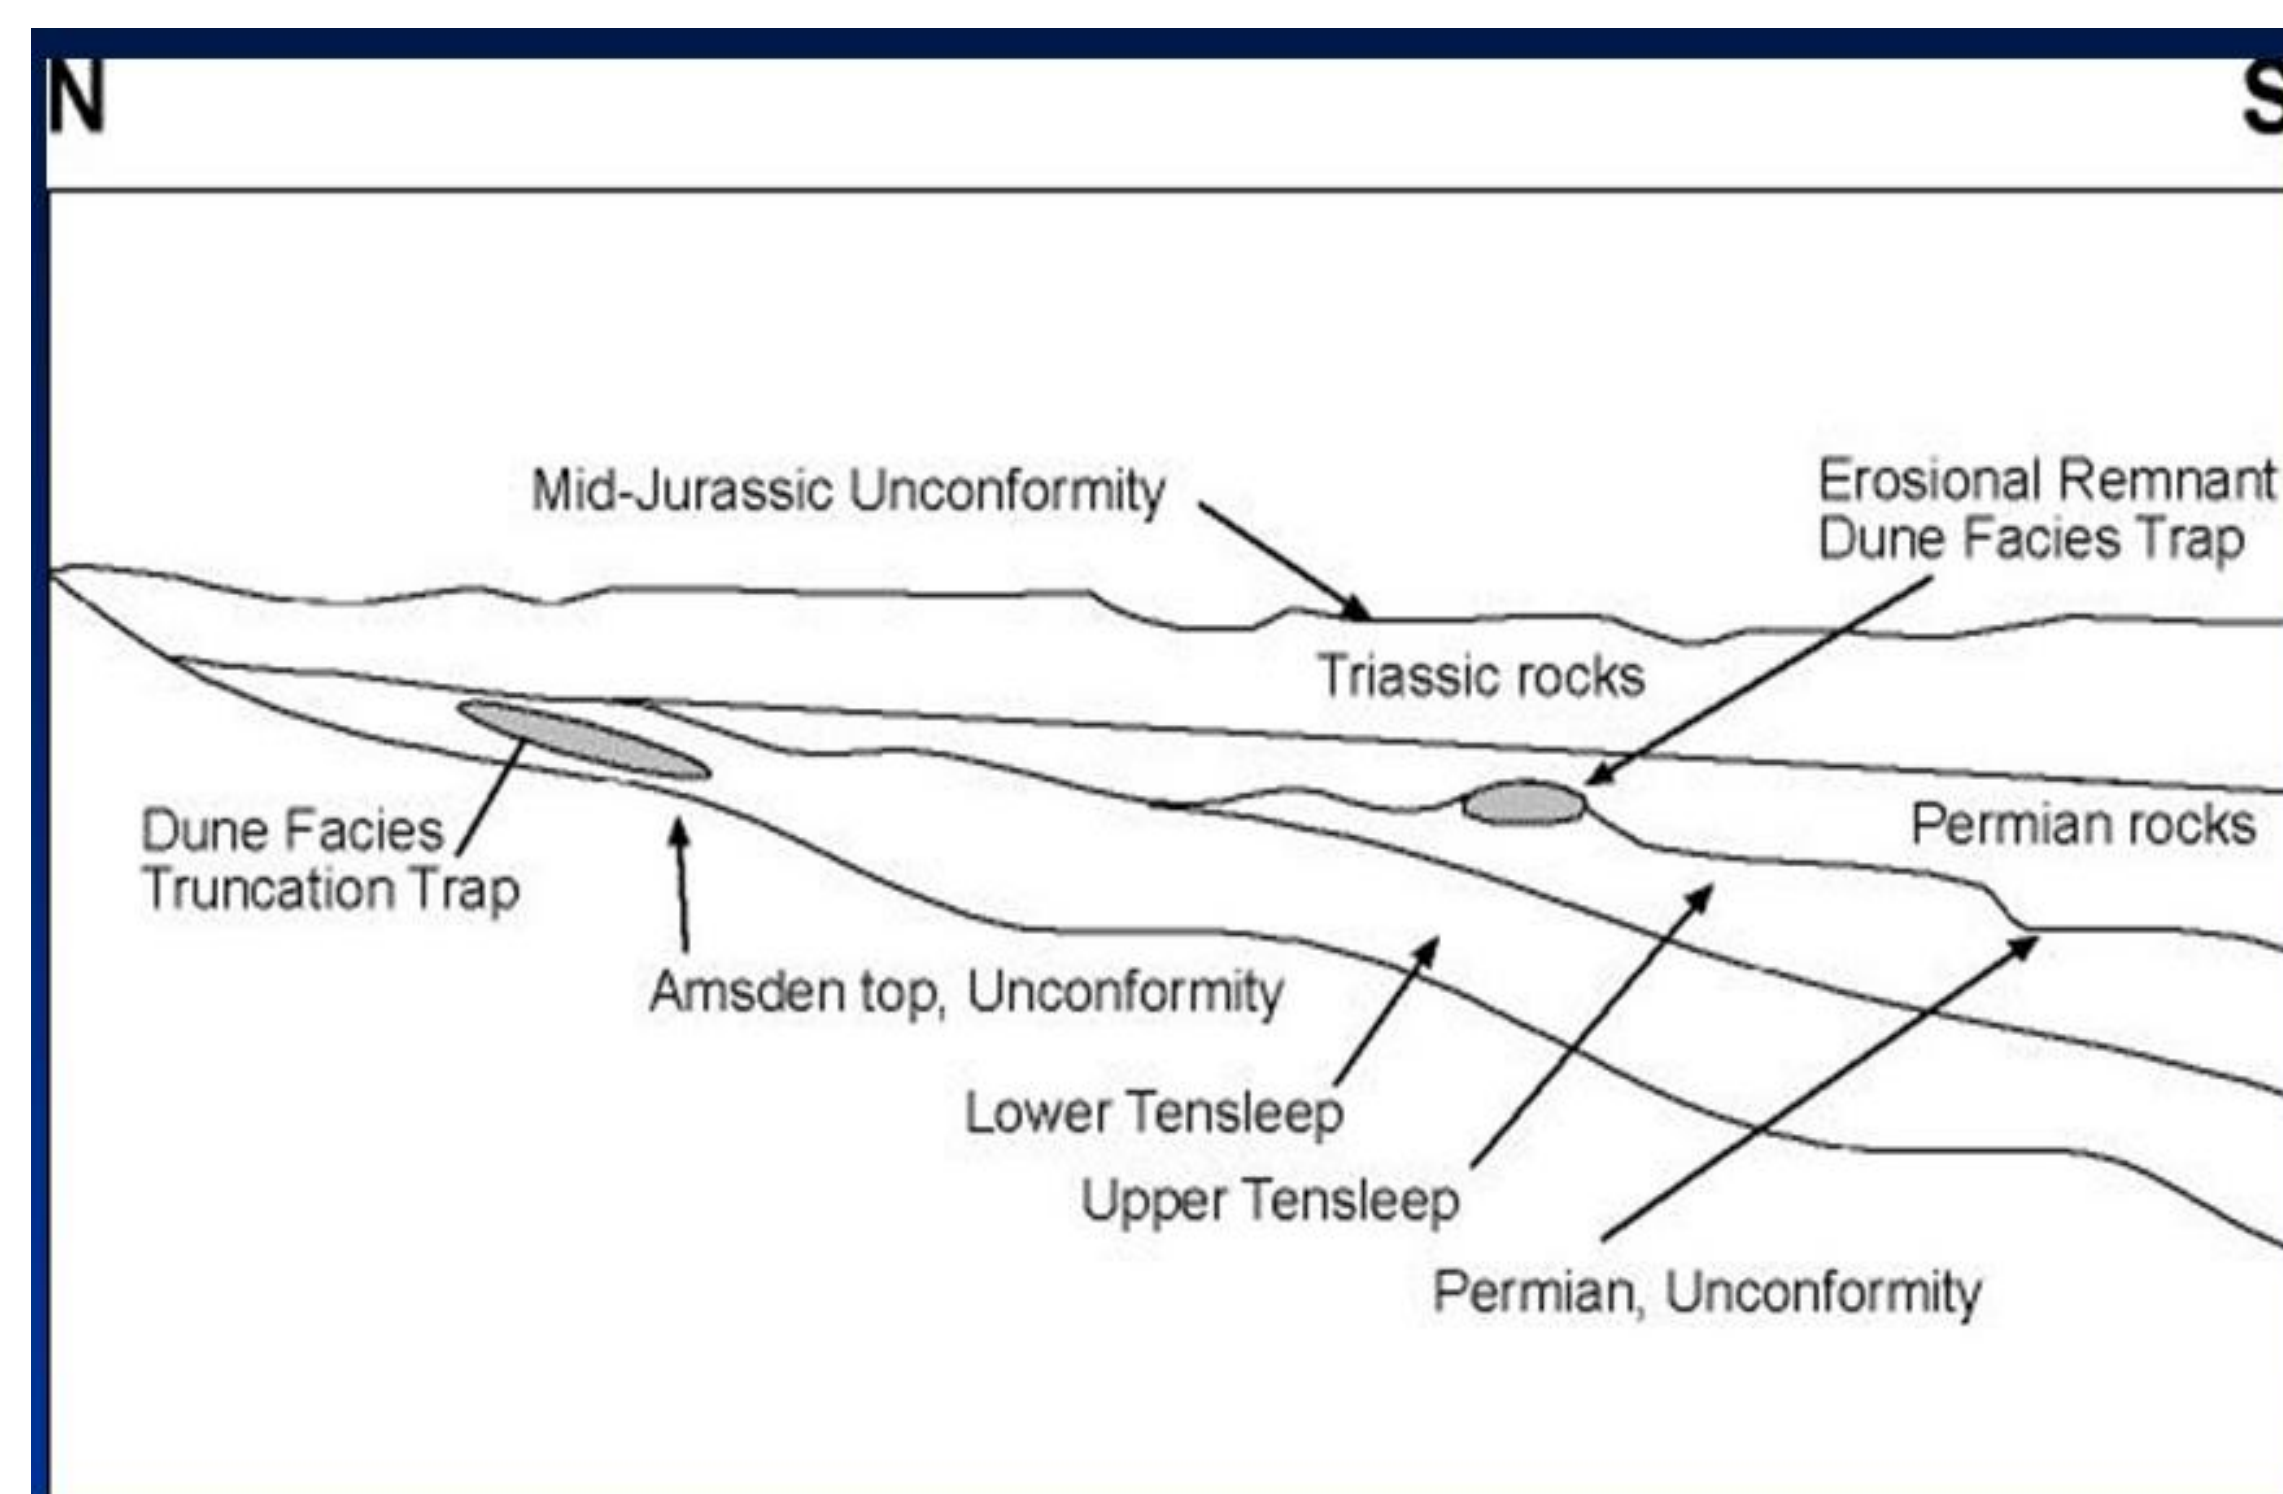 N
S
Mid-Jurassic Unconformity
Erosional Remnant
Dune Facies Trap
Triassic rocks
Permian rocks
Dune Facies
Truncation Trap
Amsden top, Unconformity
Lower Tensleep
Upper Tensleep
Permian, Unconformity